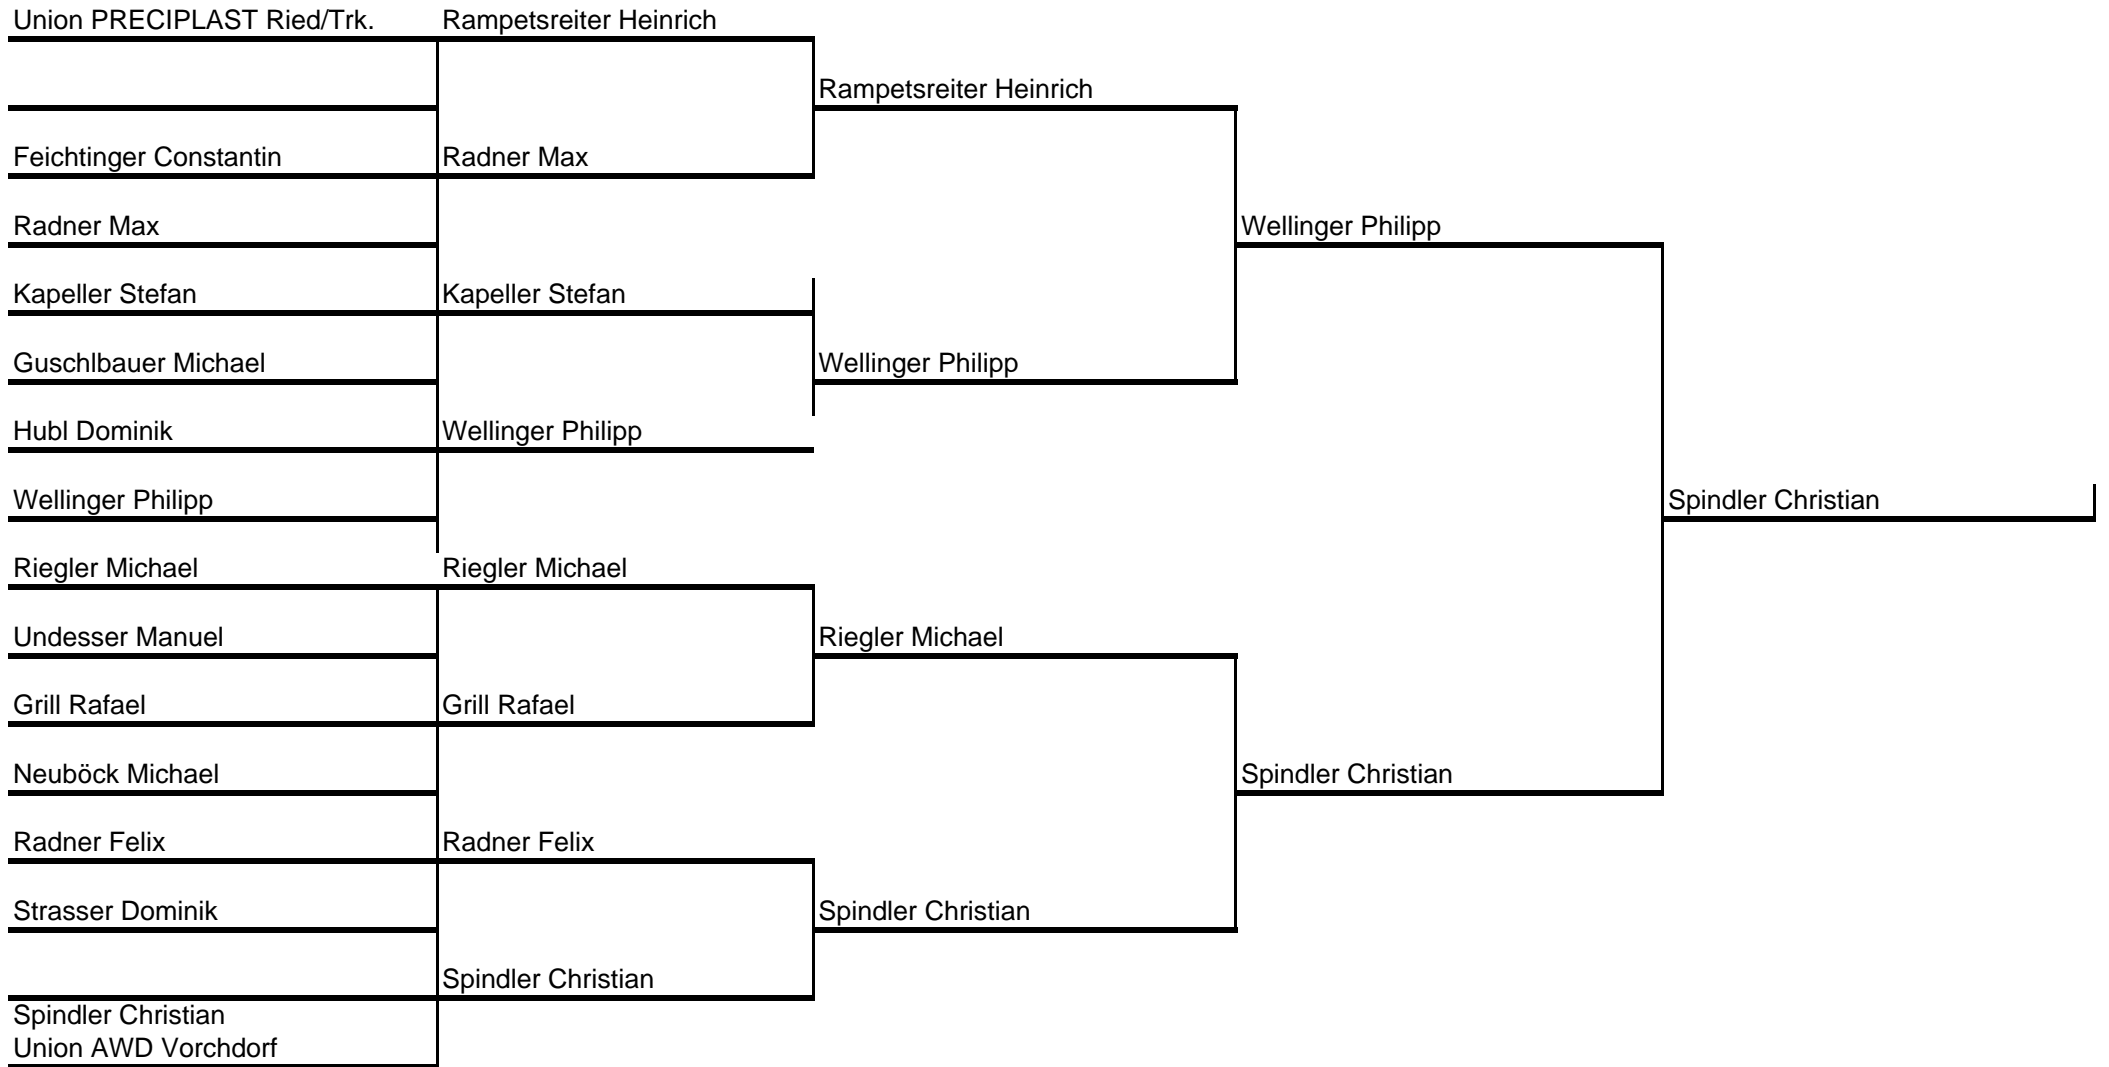 Union PRECIPLAST Ried/Trk. Rampetsreiter Heinrich
Rampetsreiter Heinrich
Feichtinger Constantin Radner Max
Radner Max Wellinger Philipp
Kapeller Stefan Kapeller Stefan
Guschlbauer Michael Wellinger Philipp
Hubl Dominik Wellinger Philipp
Wellinger Philipp Spindler Christian
Riegler Michael Riegler Michael
Undesser Manuel Riegler Michael
Grill Rafael Grill Rafael
Neuböck Michael Spindler Christian
Radner Felix Radner Felix
Strasser Dominik Spindler Christian
Spindler Christian
Spindler Christian
Union AWD Vorchdorf